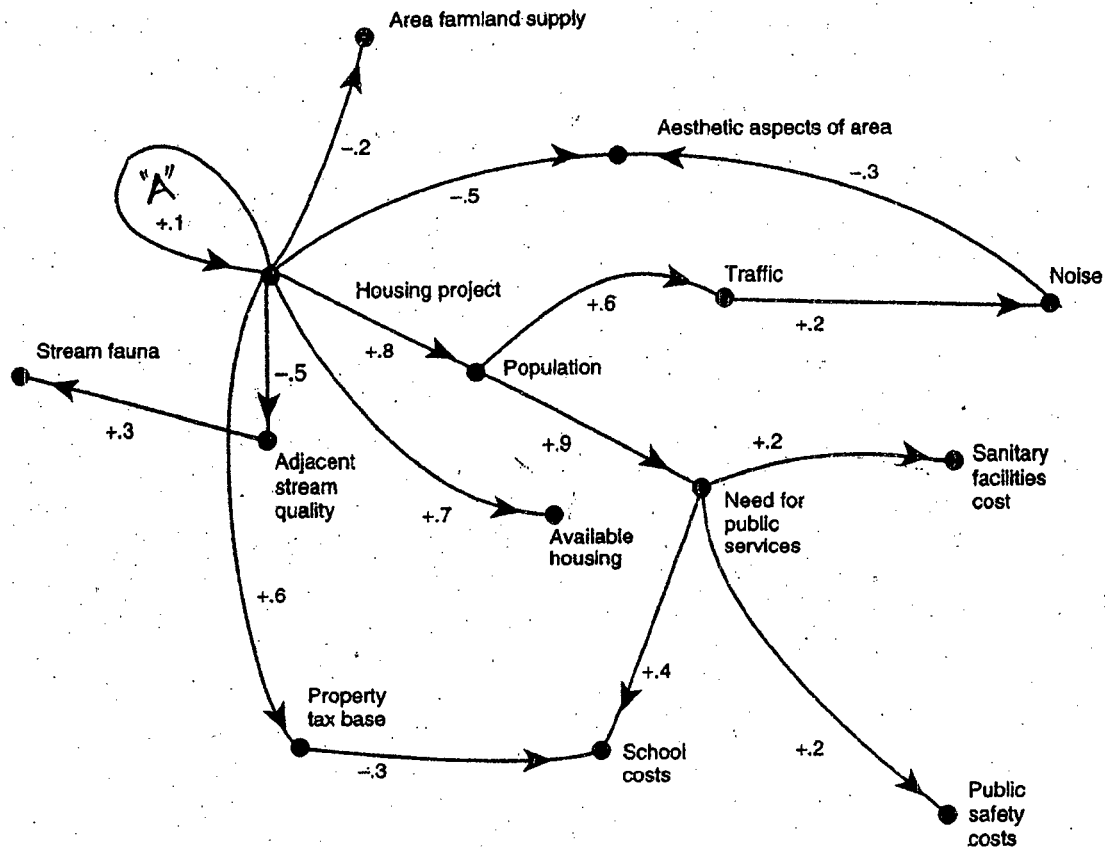 Area farmland supply
-.2
Aesthetic aspects of area
-.5
-.3
"A"
+.1
Housing project
Traffic
Noise
+.6
+.2
Stream fauna
+.8
Population
-.5
+.3
+.9
+.2
Adjacent
stream
quality
Sanitary
facilities
cost
+.7
Available
housing
Need for
public
services
+.6
+.4
Property
tax base
-.3
School
costs
+.2
Public
safety
costs